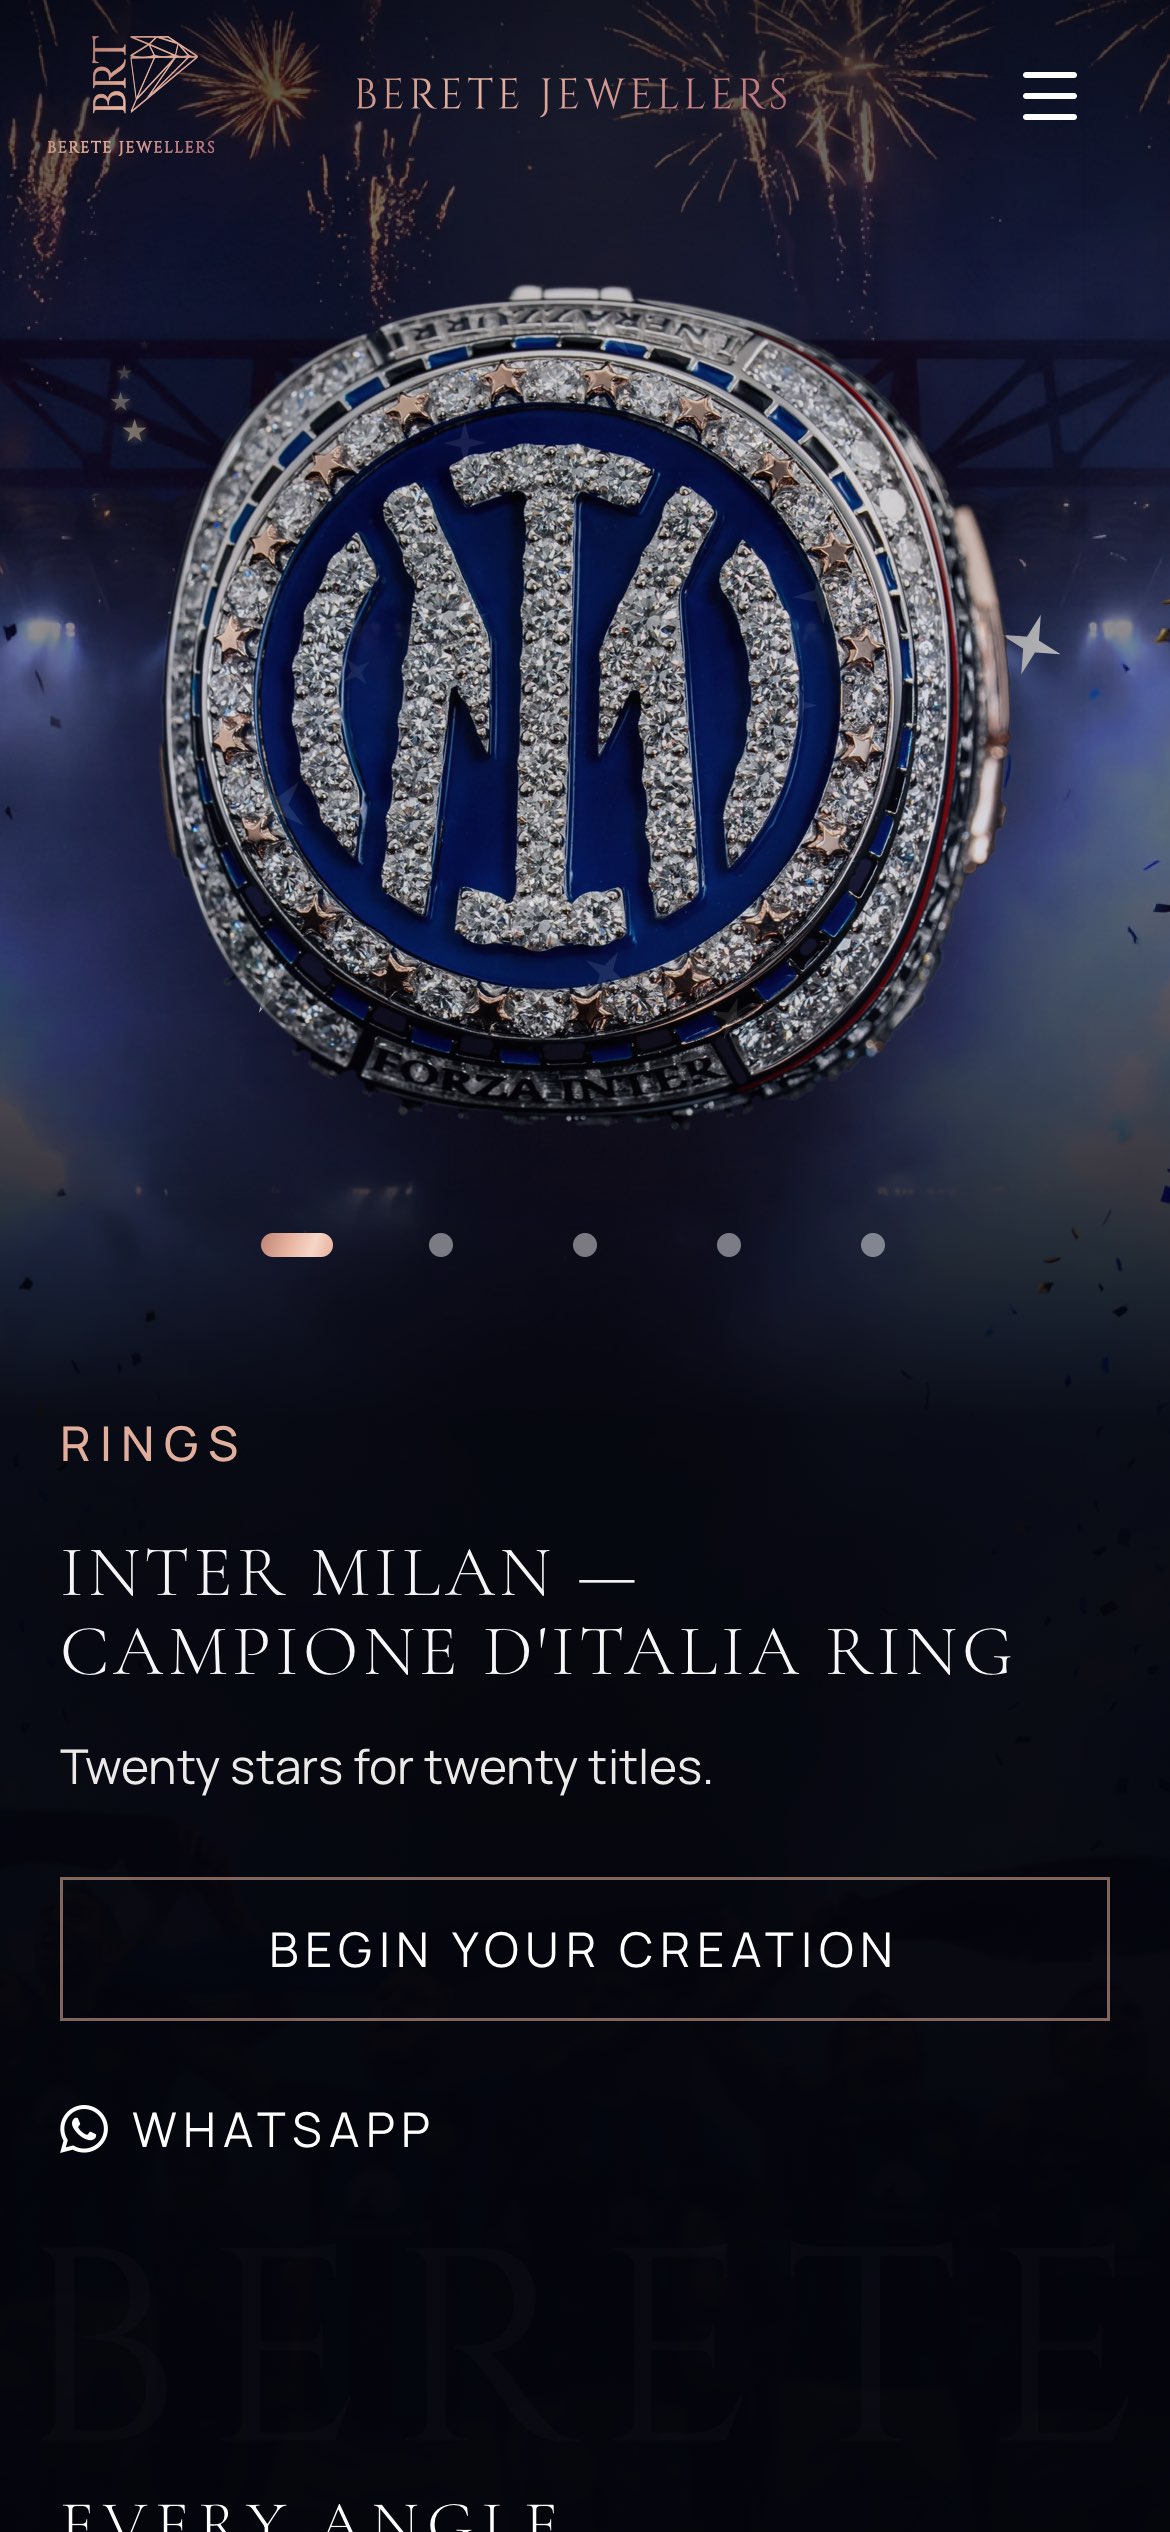 BRT
BERETE JEWELLERS
BERETE JEWELLERS
INTER
FORZA INTER
RINGS
INTER MILAN —
CAMPIONE D'ITALIA RING
Twenty stars for twenty titles.
BEGIN YOUR CREATION
WHATSAPP
BERETE
EVERY ANGLE